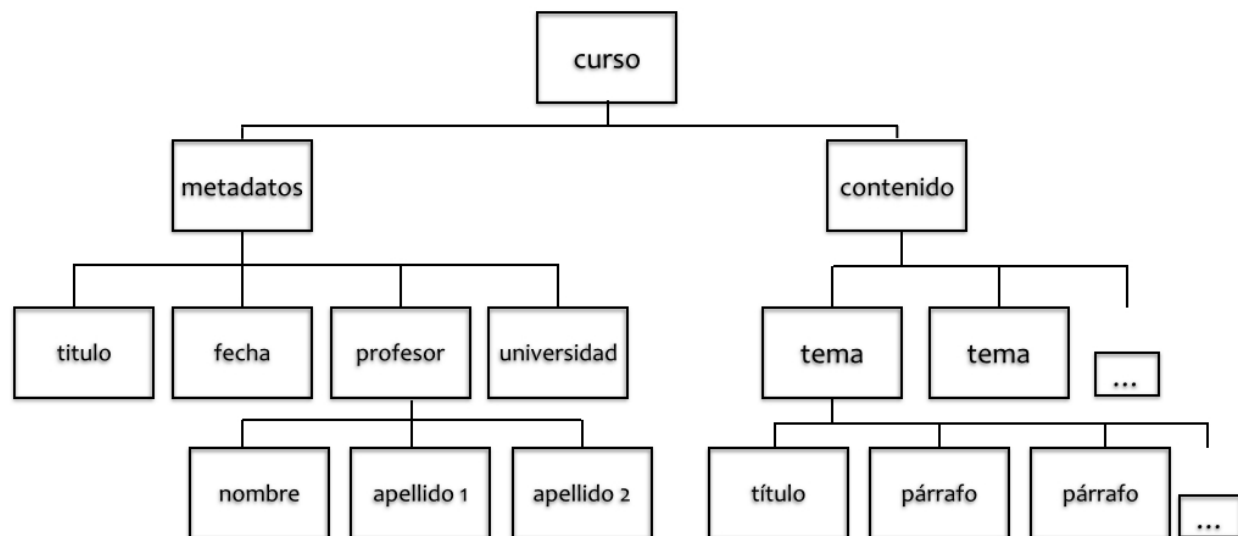 curso
metadatos
contenido
titulo
fecha
profesor
universidad
tema
tema
...
nombre
apellido 1
apellido 2
título
párrafo
párrafo
...